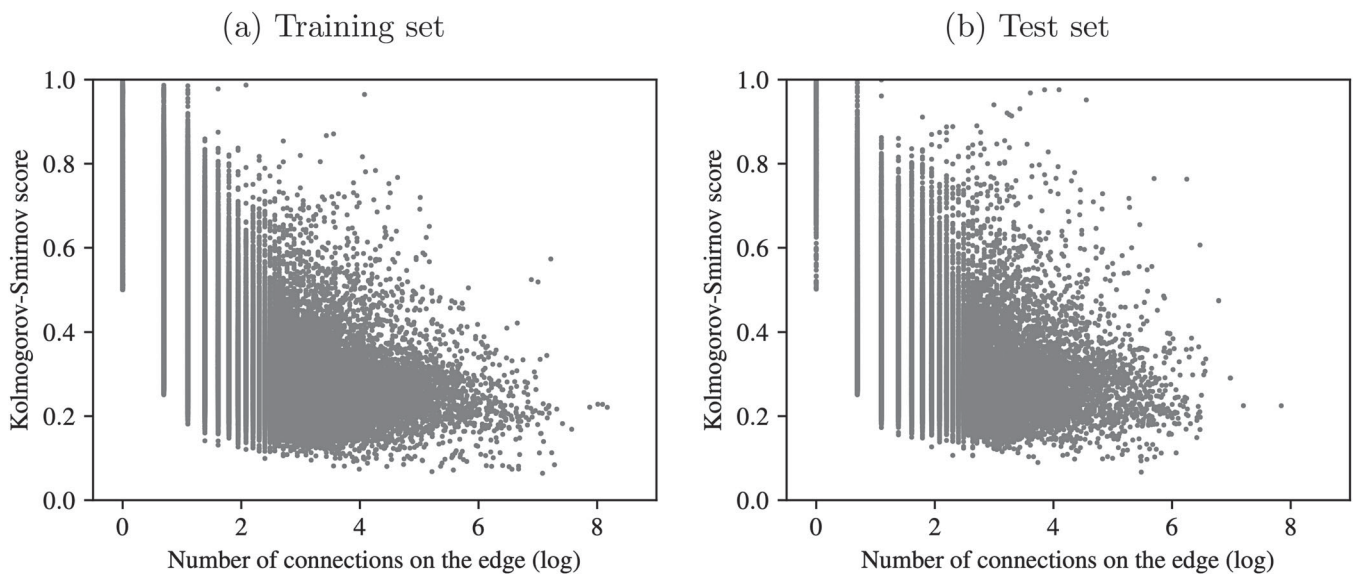 (a) Training set
1.0
0.8
0.6
0.4
0.2
0.0
Kolmogorov-Smirnov score
0 2 4 6 8
Number of connections on the edge (log)
(b) Test set
1.0
0.8
0.6
0.4
0.2
0.0
Kolmogorov-Smirnov score
0 2 4 6 8
Number of connections on the edge (log)